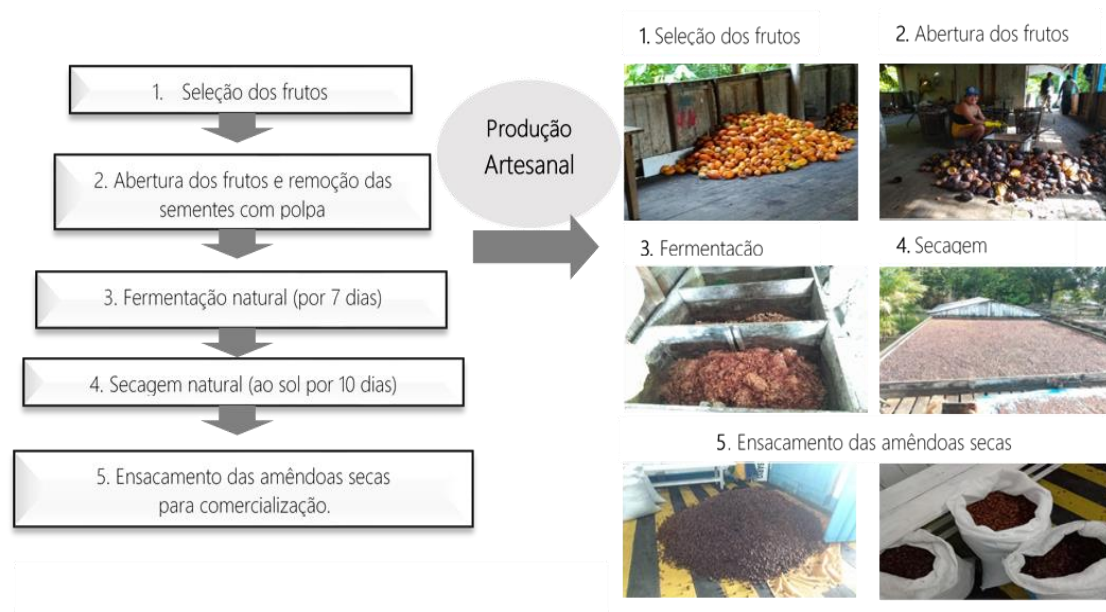 1. Seleção dos frutos
2. Abertura dos frutos e remoção das
sementes com polpa
3. Fermentação natural (por 7 dias)
4. Secagem natural (ao sol por 10 dias)
5. Ensacamento das amêndoas secas
para comercialização.
Produção
Artesanal
1. Seleção dos frutos
2. Abertura dos frutos
3. Fermentacão
4. Secagem
5. Ensacamento das amêndoas secas